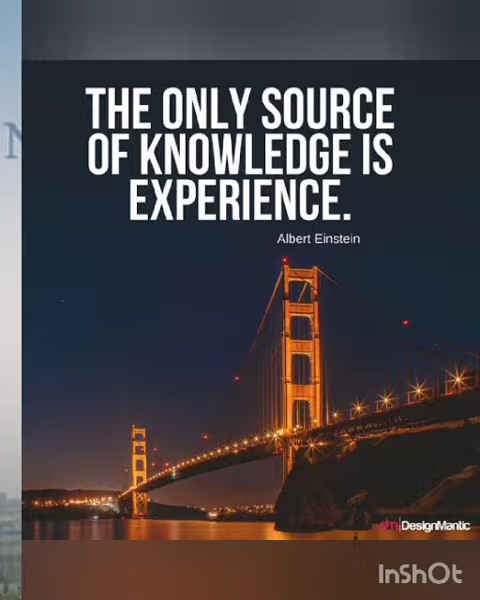 THE ONLY SOURCE
OF KNOWLEDGE IS
EXPERIENCE.
Albert Einstein
DesignMantic
InShOt